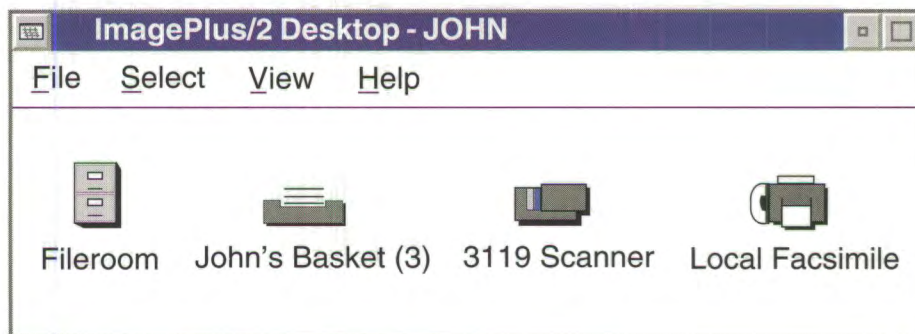 ImagePlus/2 Desktop - JOHN
File Select View Help
Fileroom John's Basket (3) 3119 Scanner Local Facsimile